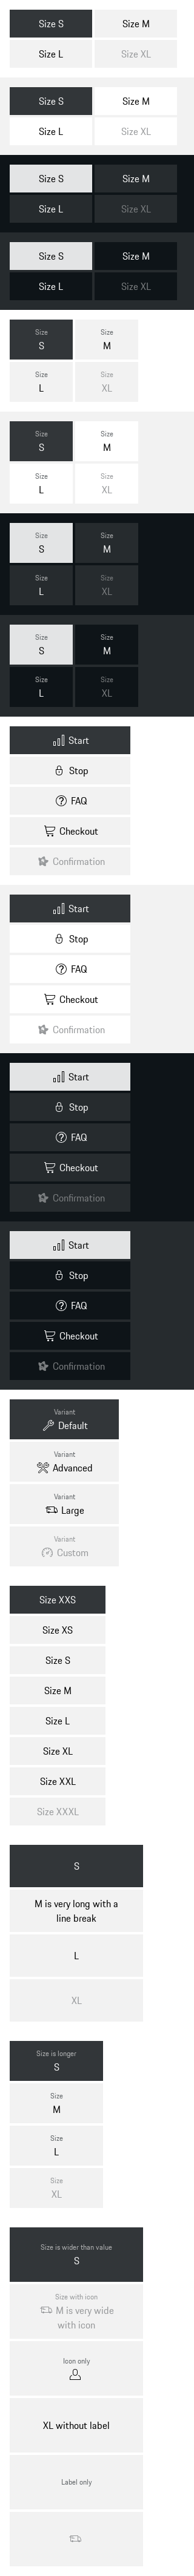 Size S Size M
Size L Size XL
Size S Size M
Size L Size XL
Size S Size M
Size L Size XL
Size S Size M
Size L Size XL
Size Size
S M
Size Size
L XL
Size Size
S M
Size Size
L XL
Size Size
S M
Size Size
L XL
Size Size
S M
Size Size
L XL
Start
Stop
FAQ
Checkout
Confirmation
Start
Stop
FAQ
Checkout
Confirmation
Start
Stop
FAQ
Checkout
Confirmation
Start
Stop
FAQ
Checkout
Confirmation
Variant
Default
Variant
Advanced
Variant
Large
Variant
Custom
Size XXS
Size XS
Size S
Size M
Size L
Size XL
Size XXL
Size XXXL
S
M is very long with a
line break
L
XL
Size is longer
S
Size
M
Size
L
Size
XL
Size is wider than value
S
Size with icon
M is very wide
with icon
Icon only
XL without label
Label only